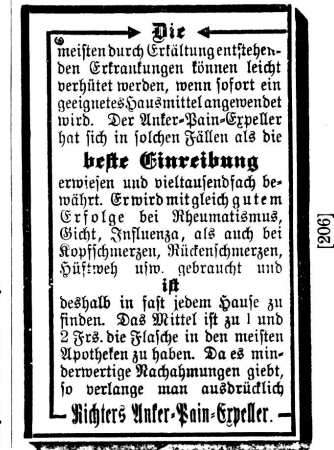 Die
meisten durch Erkältung entstehen-
den Erkrankungen können leicht
verhütet werden, wenn sofort ein
geeignetes Hausmittel angewendet
wird. Der Anker-Pain-Expeller
hat sich in solchen Fällen als die
beste Einreibung
erwiesen und vieltausendfach be-
währt. Er wird mit gleich gutem
Erfolge bei Rheumatismus,
Gicht, Influenza, als auch bei
Kopfschmerzen, Rückenschmerzen,
Hüftweh usw. gebraucht und
ist
deshalb in fast jedem Hause zu
finden. Das Mittel ist zu 1 und
2 Frs. die Flasche in den meisten
Apotheken zu haben. Da es min-
derwertige Nachahmungen giebt,
so verlange man ausdrücklich
Richters Anker-Pain-Expeller.
[206]